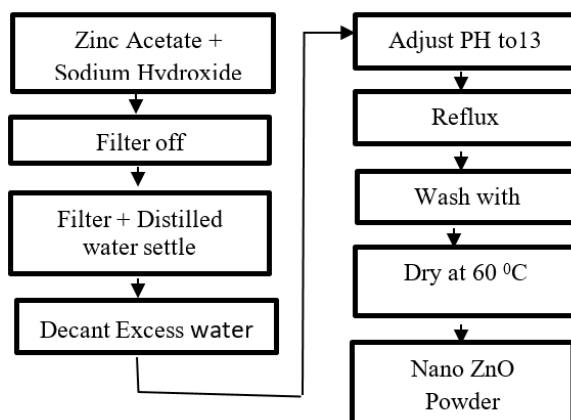 Zinc Acetate +
Sodium Hydroxide
Filter off
Filter + Distilled
water settle
Decant Excess water
Adjust PH to13
Reflux
Wash with
Dry at 60 ⁰C
Nano ZnO
Powder